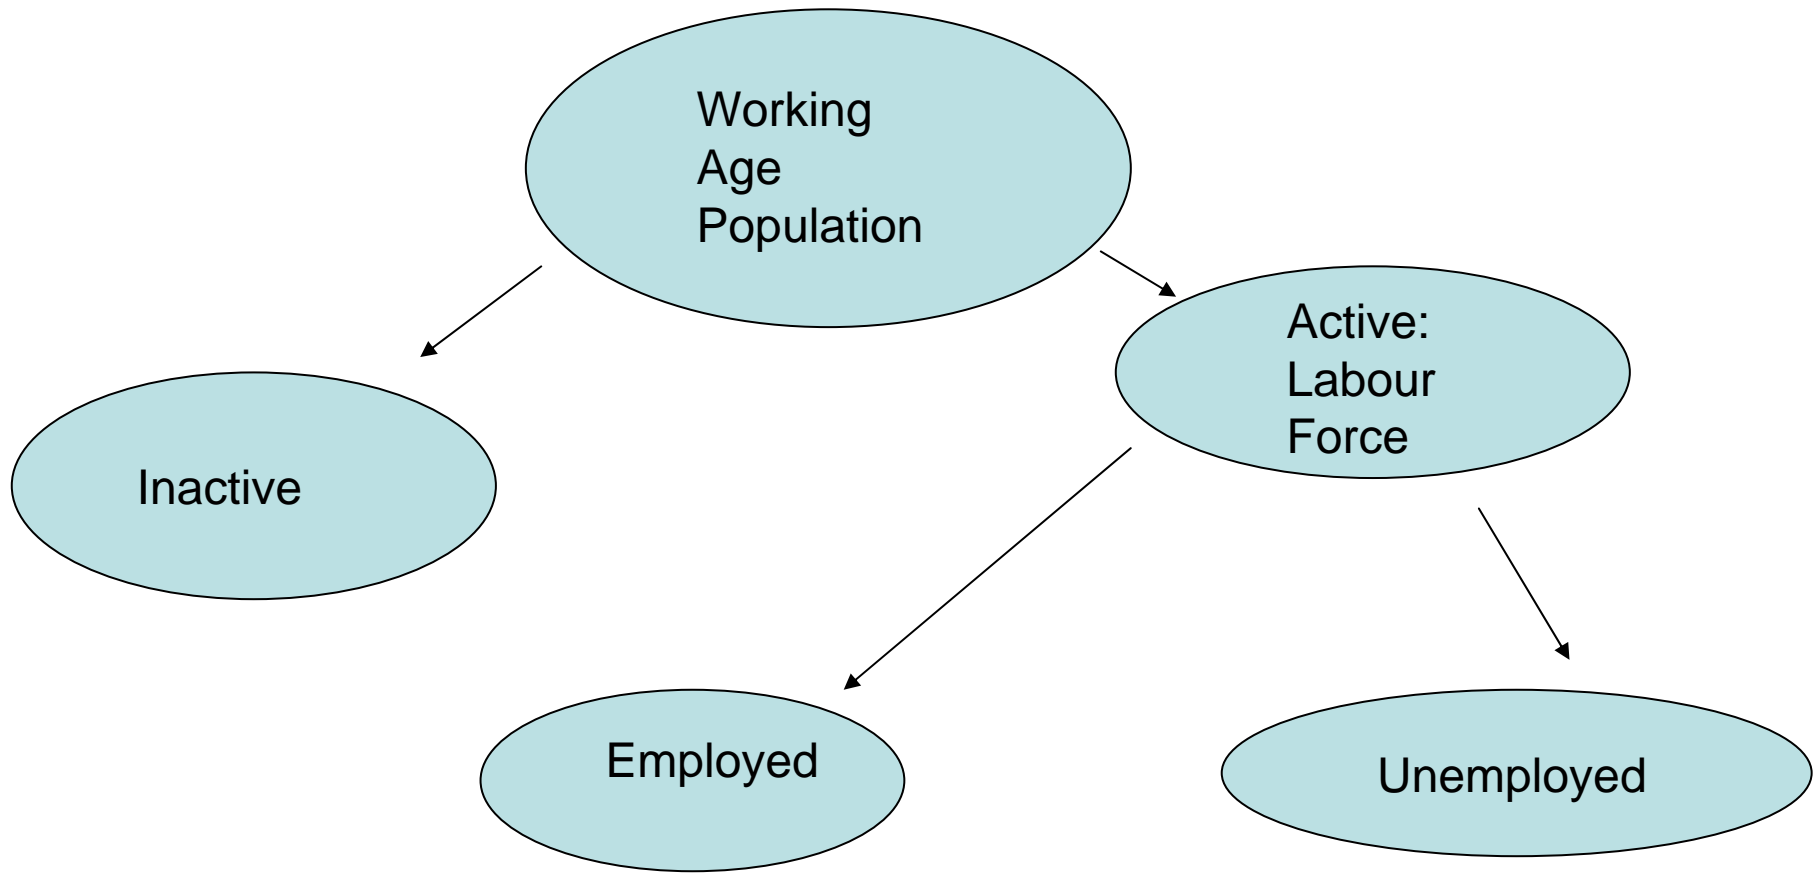 Working
Age
Population
Active:
Labour
Force
Inactive
Employed
Unemployed